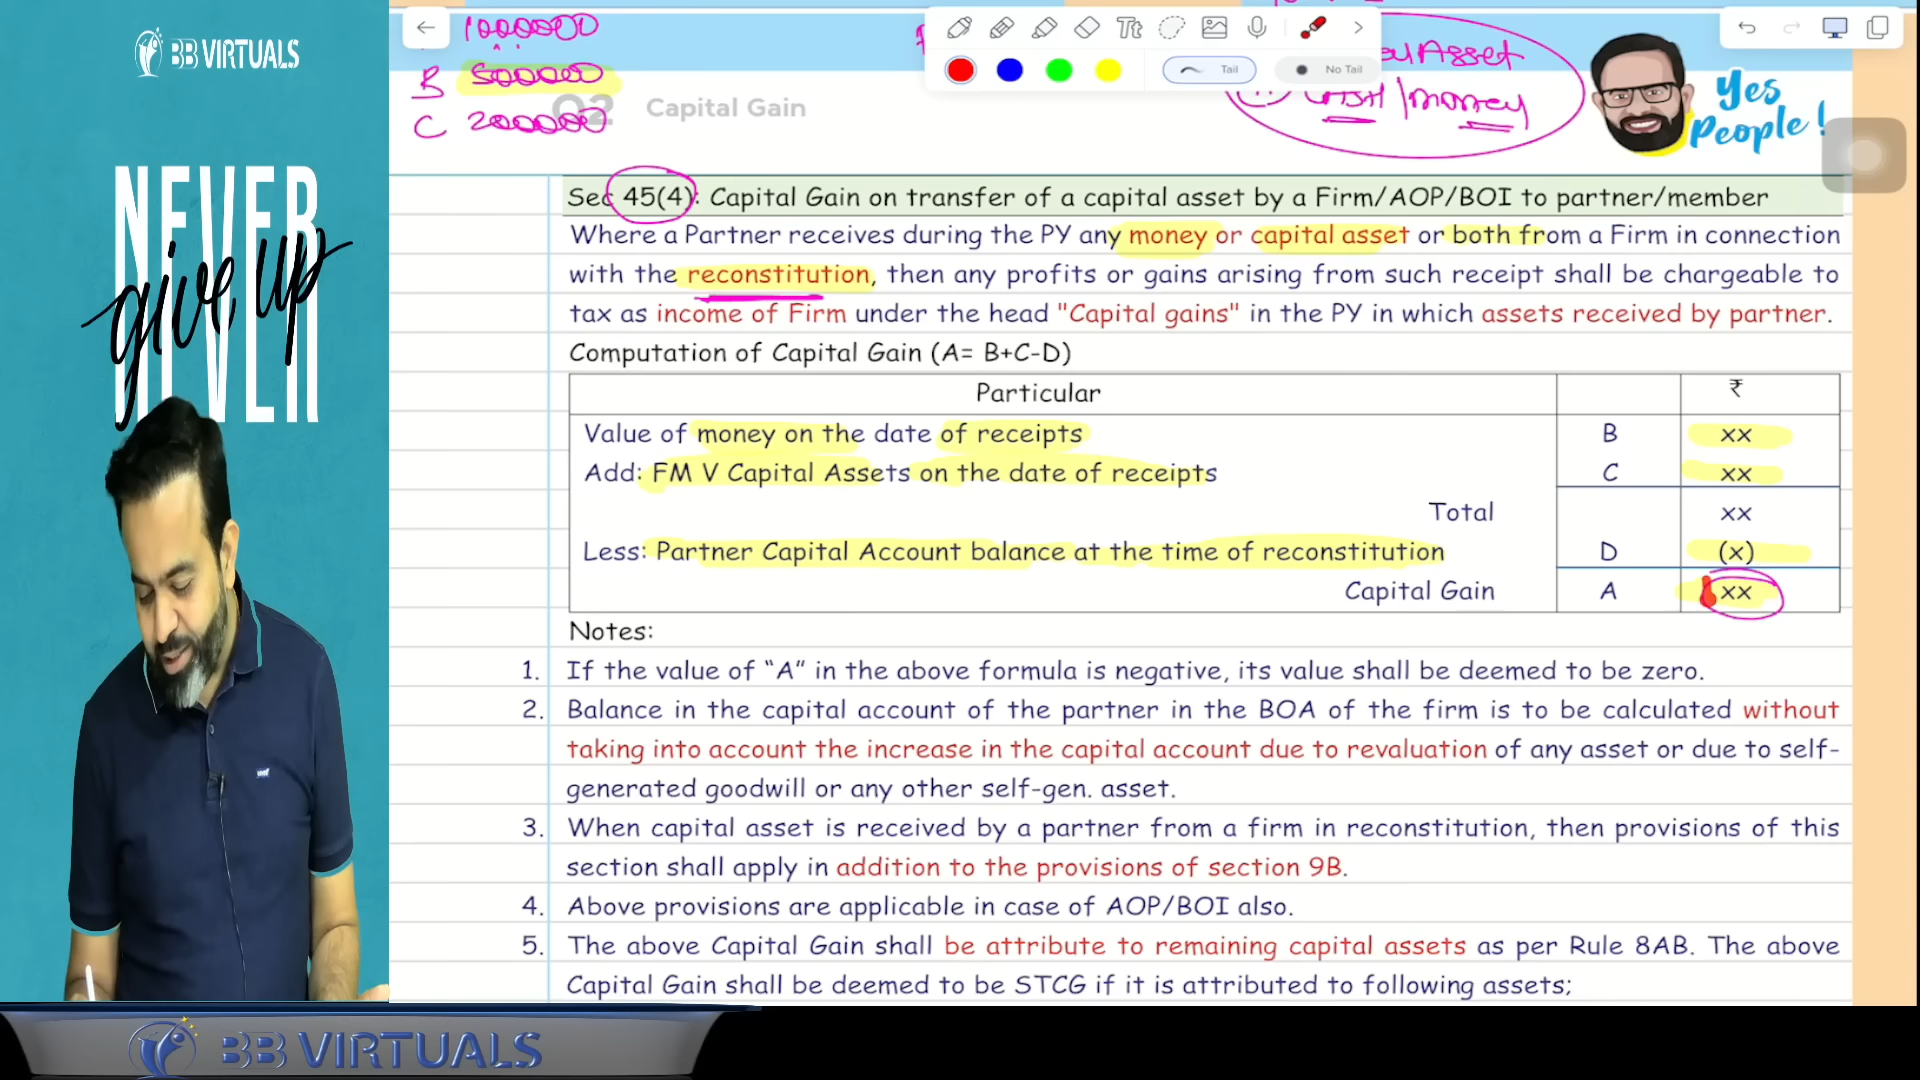 BB VIRTUALS
NEVER
give up
NEVER
1000000
B 500000
C 200000
Capital Gain
Tt
Tail
No Tail
Asset
Cash / money
Yes
People!
Sec 45(4): Capital Gain on transfer of a capital asset by a Firm/AOP/BOI to partner/member
Where a Partner receives during the PY any money or capital asset or both from a Firm in connection
with the reconstitution, then any profits or gains arising from such receipt shall be chargeable to
tax as income of Firm under the head "Capital gains" in the PY in which assets received by partner.
Computation of Capital Gain (A= B+C-D)
Particular ₹
Value of money on the date of receipts B xx
Add: FM V Capital Assets on the date of receipts C xx
Total xx
Less: Partner Capital Account balance at the time of reconstitution D (x)
Capital Gain A xx
Notes:
1. If the value of “A” in the above formula is negative, its value shall be deemed to be zero.
2. Balance in the capital account of the partner in the BOA of the firm is to be calculated without
taking into account the increase in the capital account due to revaluation of any asset or due to self-
generated goodwill or any other self-gen. asset.
3. When capital asset is received by a partner from a firm in reconstitution, then provisions of this
section shall apply in addition to the provisions of section 9B.
4. Above provisions are applicable in case of AOP/BOI also.
5. The above Capital Gain shall be attribute to remaining capital assets as per Rule 8AB. The above
Capital Gain shall be deemed to be STCG if it is attributed to following assets;
BB VIRTUALS